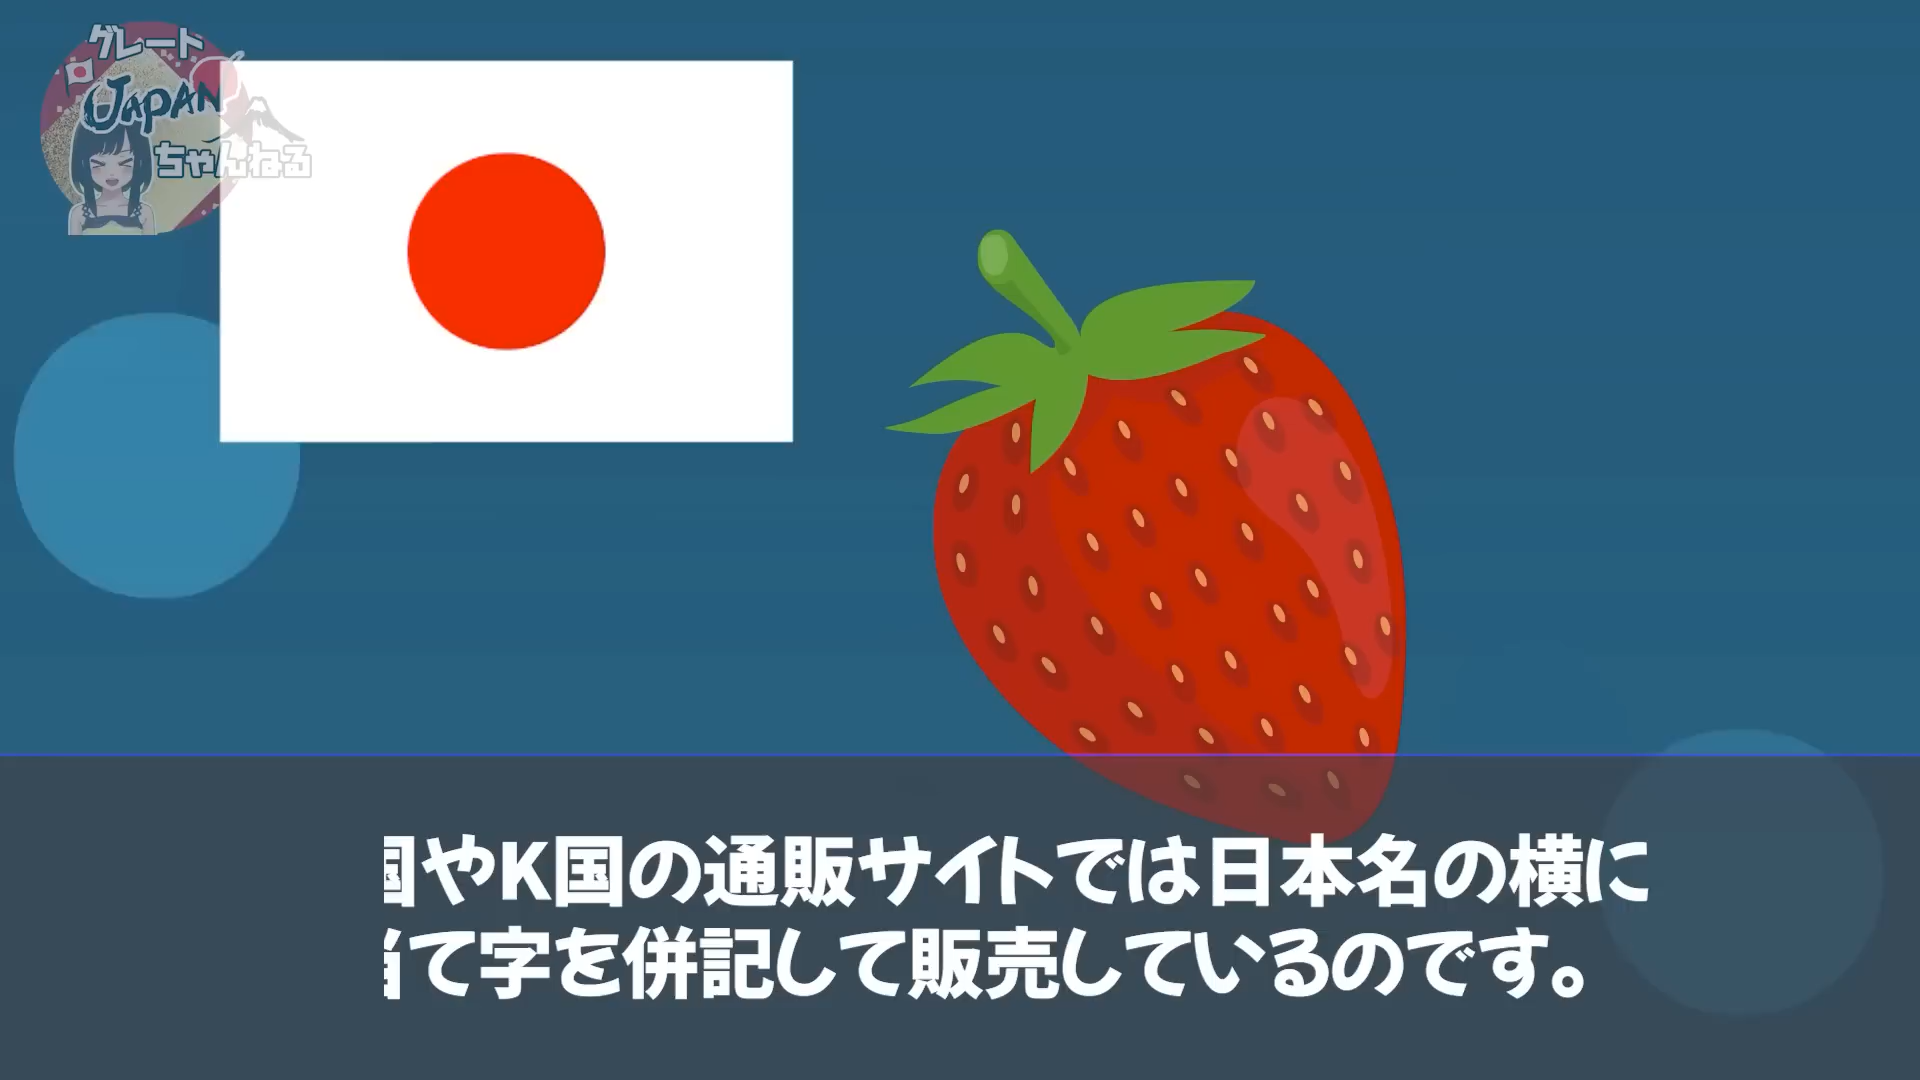 グレート
JAPAN
ちゃんねる
国やK国の通販サイトでは日本名の横に
て字を併記して販売しているのです。